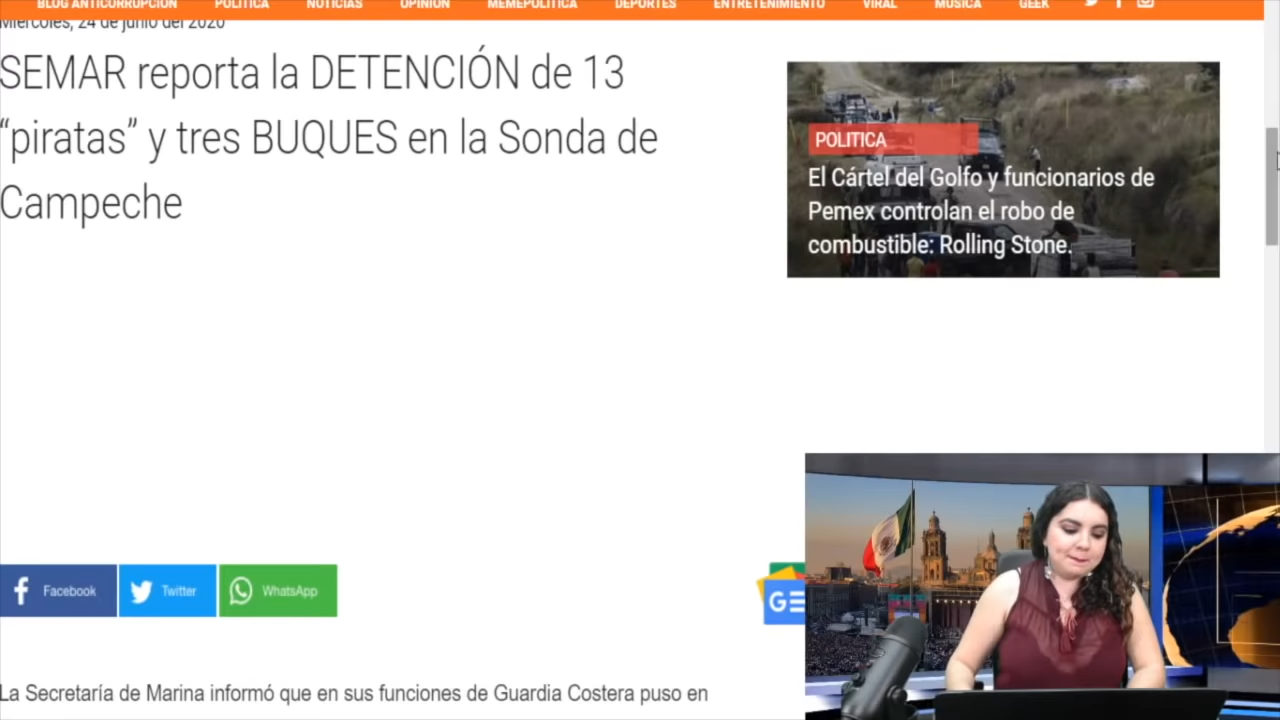 BLOG ANTICORRUPCIÓN POLÍTICA NOTICIAS OPINIÓN MEMEPOLÍTICA DEPORTES ENTRETENIMIENTO VIRAL MÚSICA GEEK
Miércoles, 24 de junio del 2020
SEMAR reporta la DETENCIÓN de 13
“piratas” y tres BUQUES en la Sonda de
Campeche
POLITICA
El Cártel del Golfo y funcionarios de
Pemex controlan el robo de
combustible: Rolling Stone.
Facebook
Twitter
WhatsApp
GE
La Secretaría de Marina informó que en sus funciones de Guardia Costera puso en